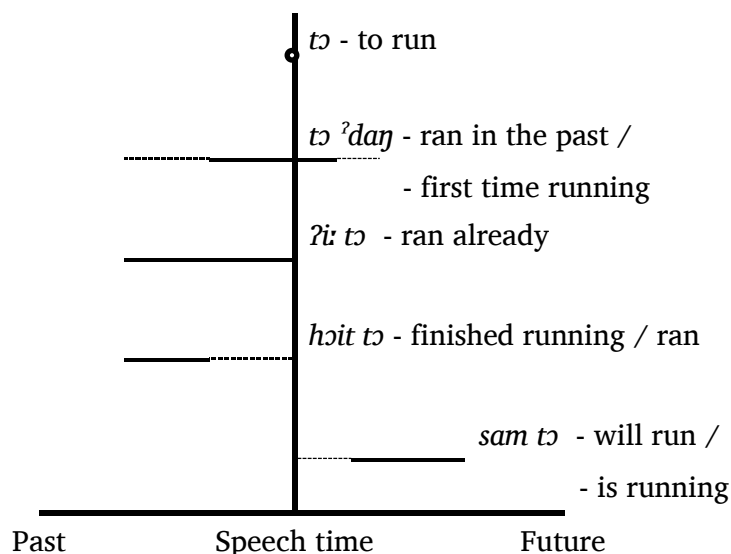 tɔ - to run
tɔ ˀdaŋ - ran in the past /
- first time running
ʔiː tɔ - ran already
hɔit tɔ - finished running / ran
sam tɔ - will run /
- is running
Past Speech time Future